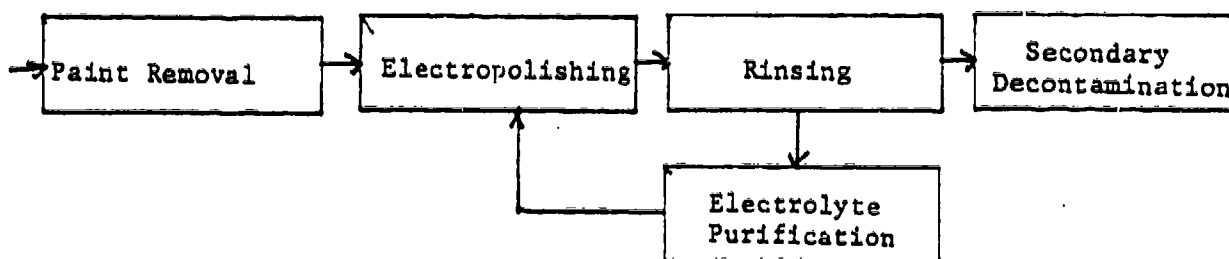 Paint Removal
Electropolishing
Rinsing
Secondary
Decontamination
Electrolyte
Purification